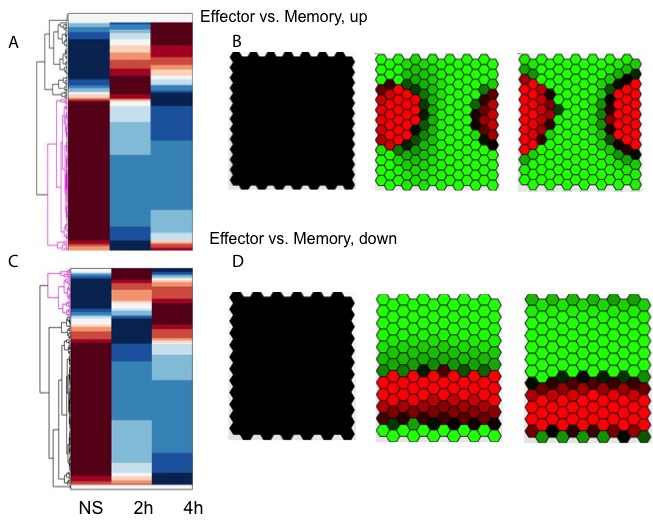 Effector vs. Memory, up
A
B
Effector vs. Memory, down
C
D
NS 2h 4h